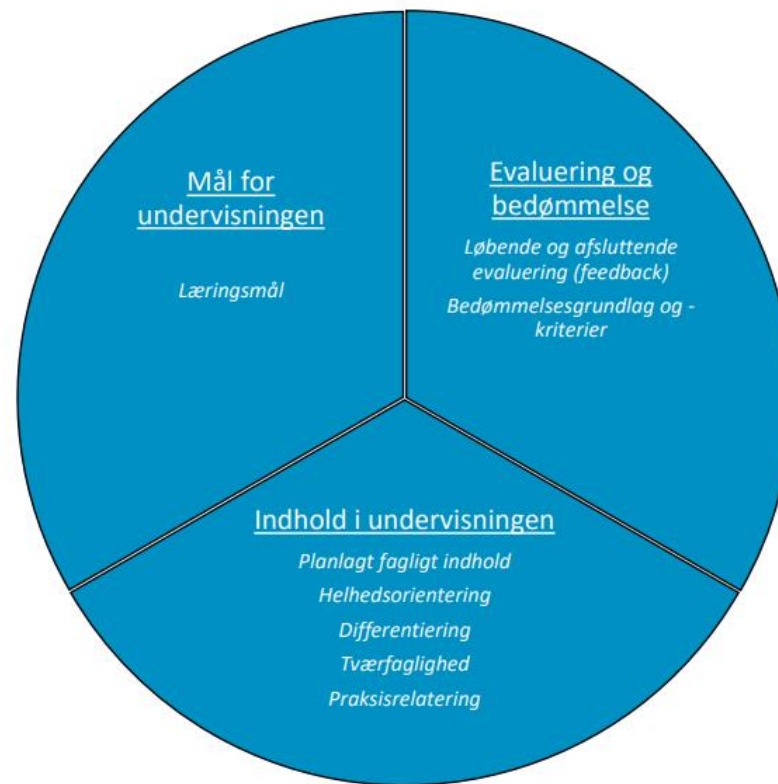 Mål for
undervisningen
Læringsmål
Evaluering og
bedømmelse
Løbende og afsluttende
evaluering (feedback)
Bedømmelsesgrundlag og -
kriterier
Indhold i undervisningen
Planlagt fagligt indhold
Helhedsorientering
Differentiering
Tværfaglighed
Praksisrelatering